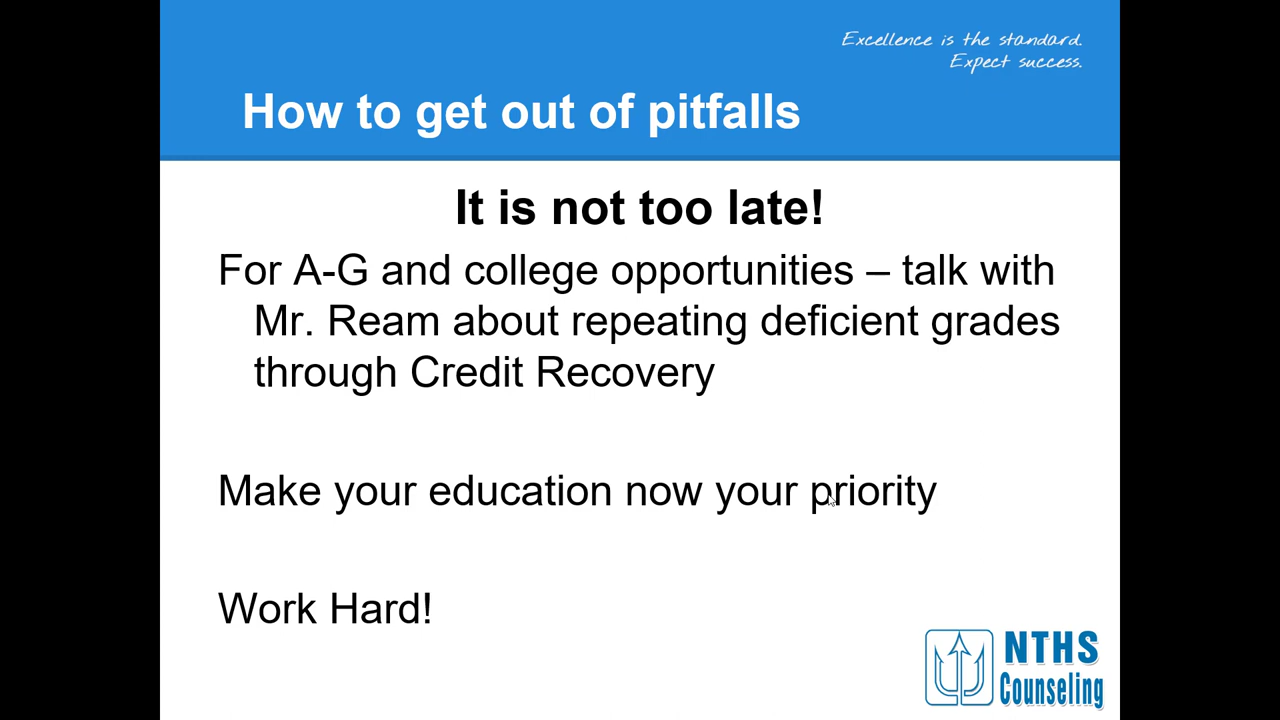 Excellence is the standard.
Expect success.
How to get out of pitfalls
It is not too late!
For A-G and college opportunities – talk with
Mr. Ream about repeating deficient grades
through Credit Recovery
Make your education now your priority
Work Hard!
NTHS
Counseling